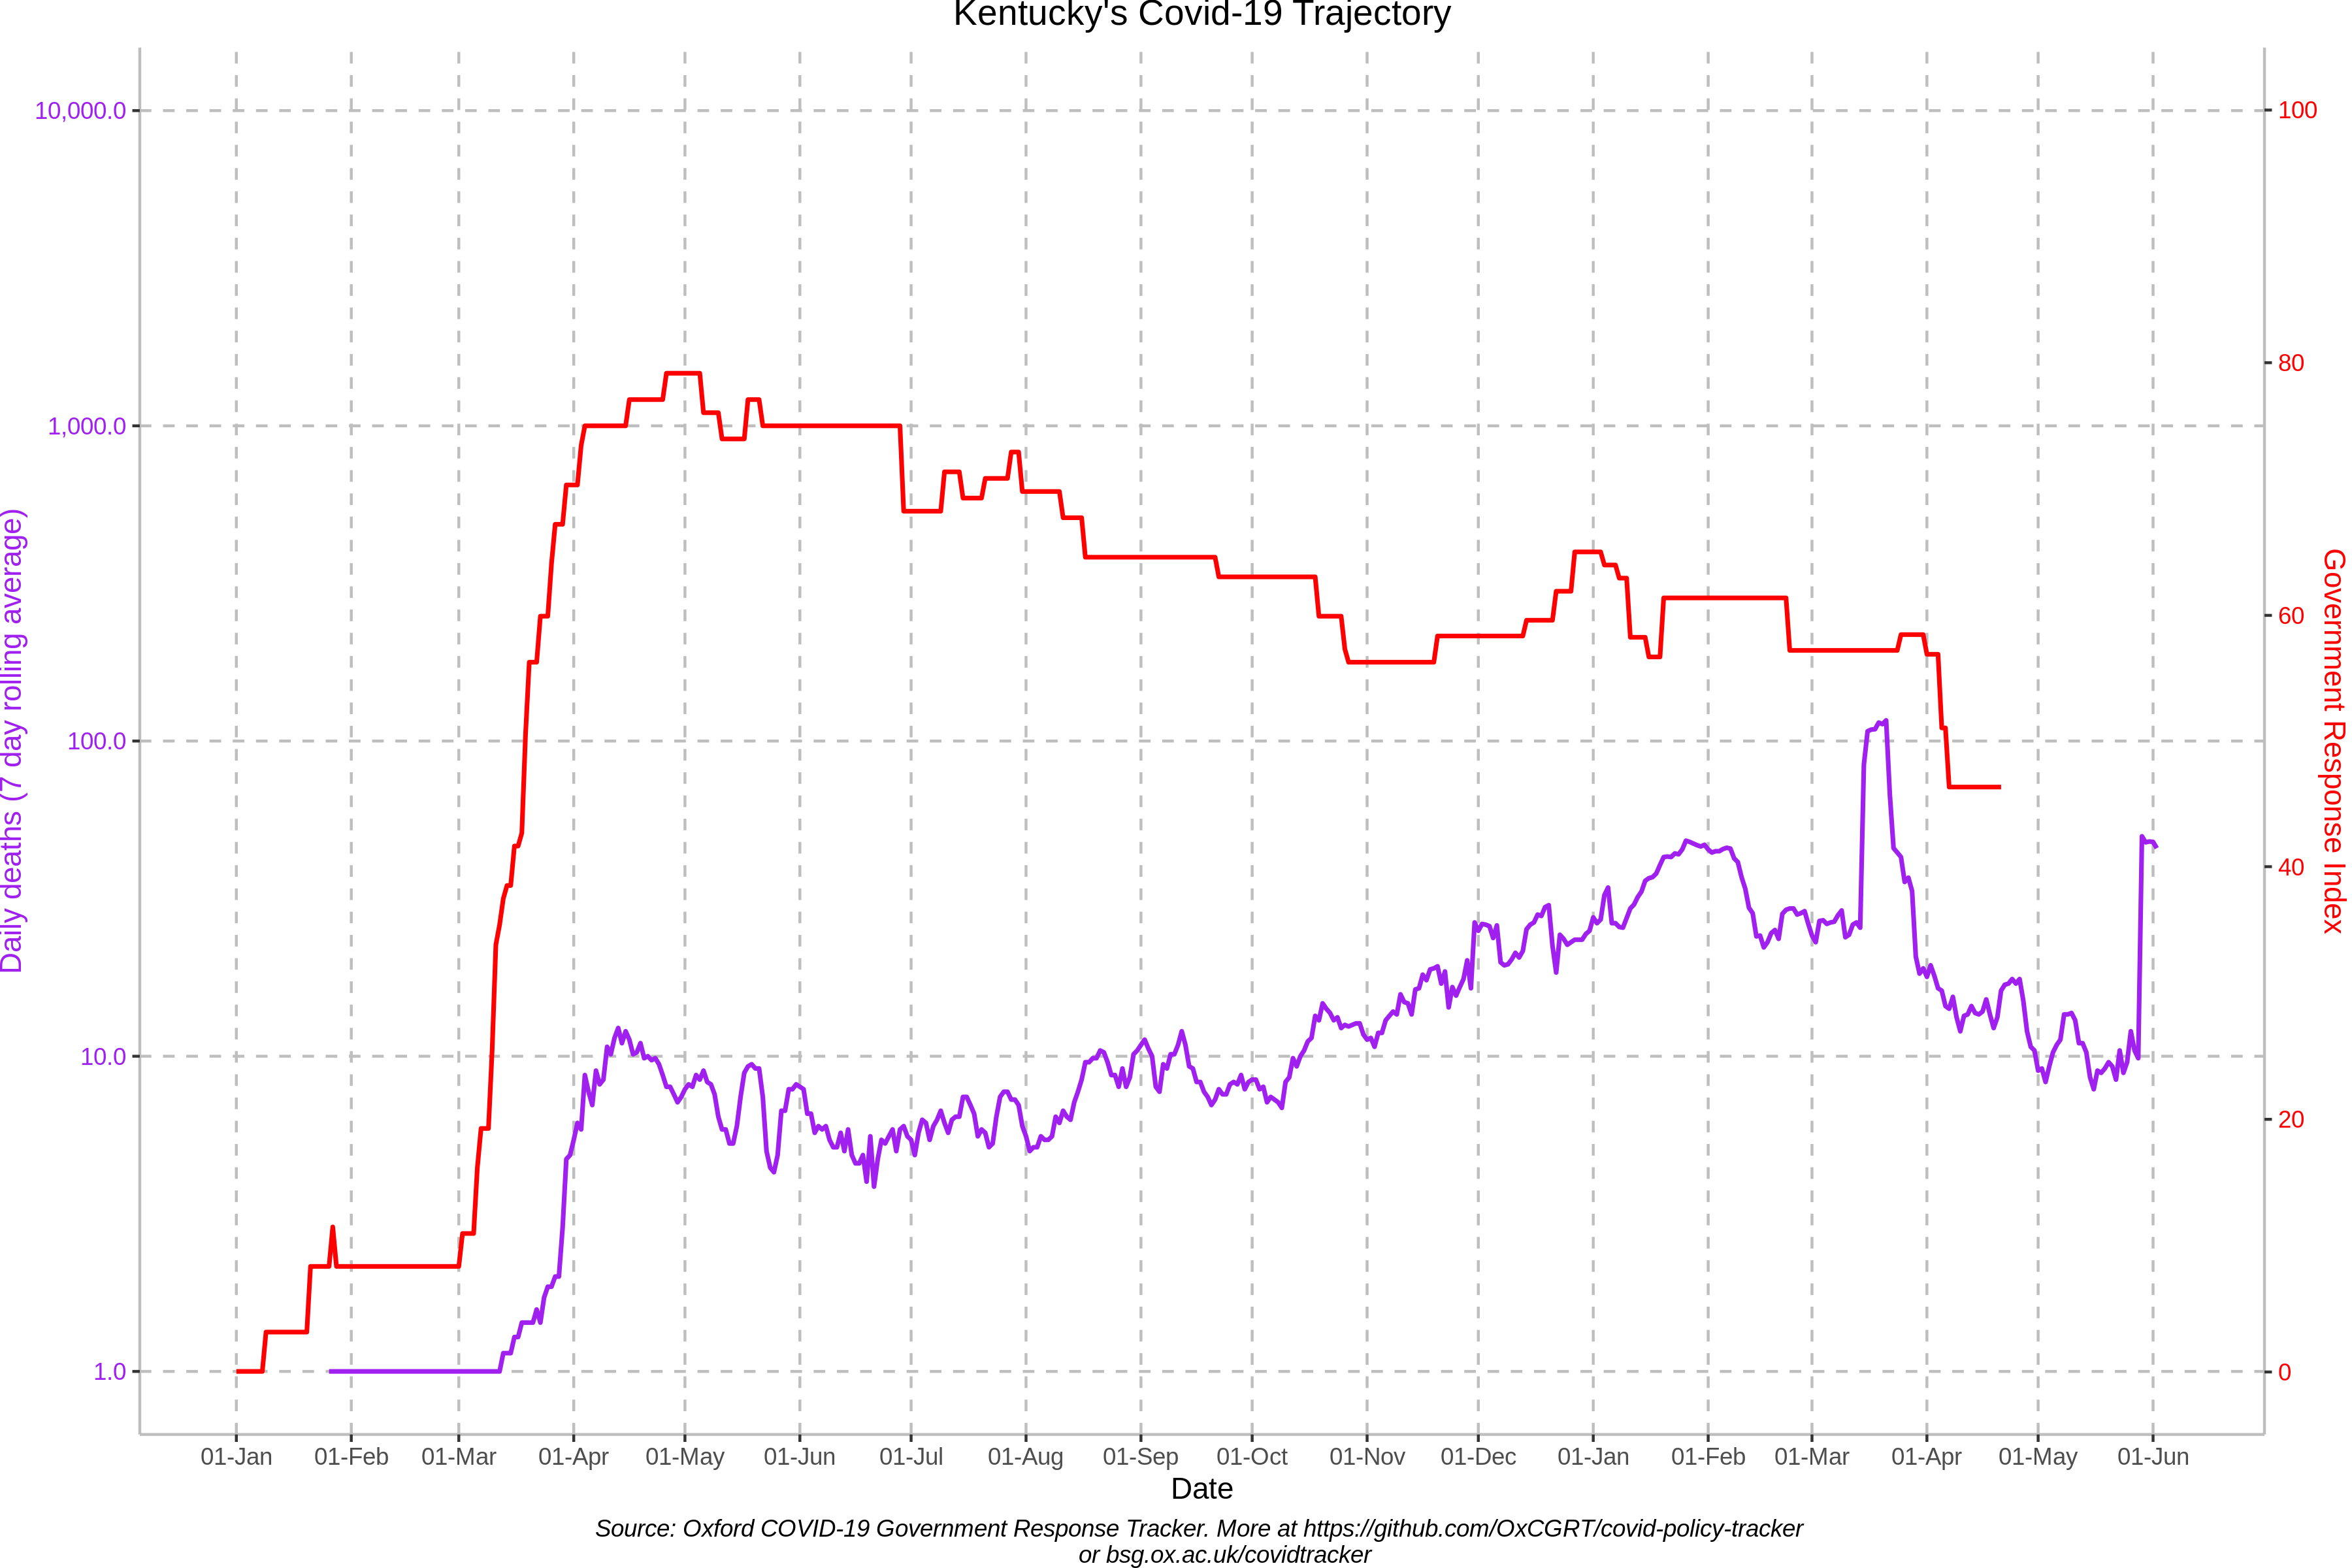 Kentucky's Covid-19 Trajectory
10,000.0
1,000.0
100.0
10.0
1.0
Daily deaths (7 day rolling average)
100
80
60
40
20
0
Government Response Index
01-Jan 01-Feb 01-Mar 01-Apr 01-May 01-Jun 01-Jul 01-Aug 01-Sep 01-Oct 01-Nov 01-Dec 01-Jan 01-Feb 01-Mar 01-Apr 01-May 01-Jun
Date
Source: Oxford COVID-19 Government Response Tracker. More at https://github.com/OxCGRT/covid-policy-tracker
or bsg.ox.ac.uk/covidtracker